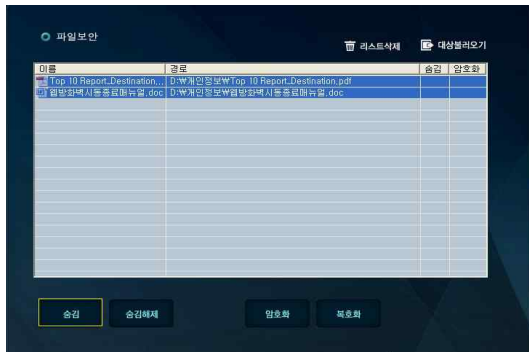 파일보안
리스트삭제 대상불러오기
이름 경로 숨김 암호화
Top 10 Report_Destination,,, D:₩개인정보₩Top 10 Report_Destination,pdf
웹방화벽시동종료매뉴얼,doc D:₩개인정보₩웹방화벽시동종료매뉴얼,doc
숨김 숨김해제 암호화 복호화